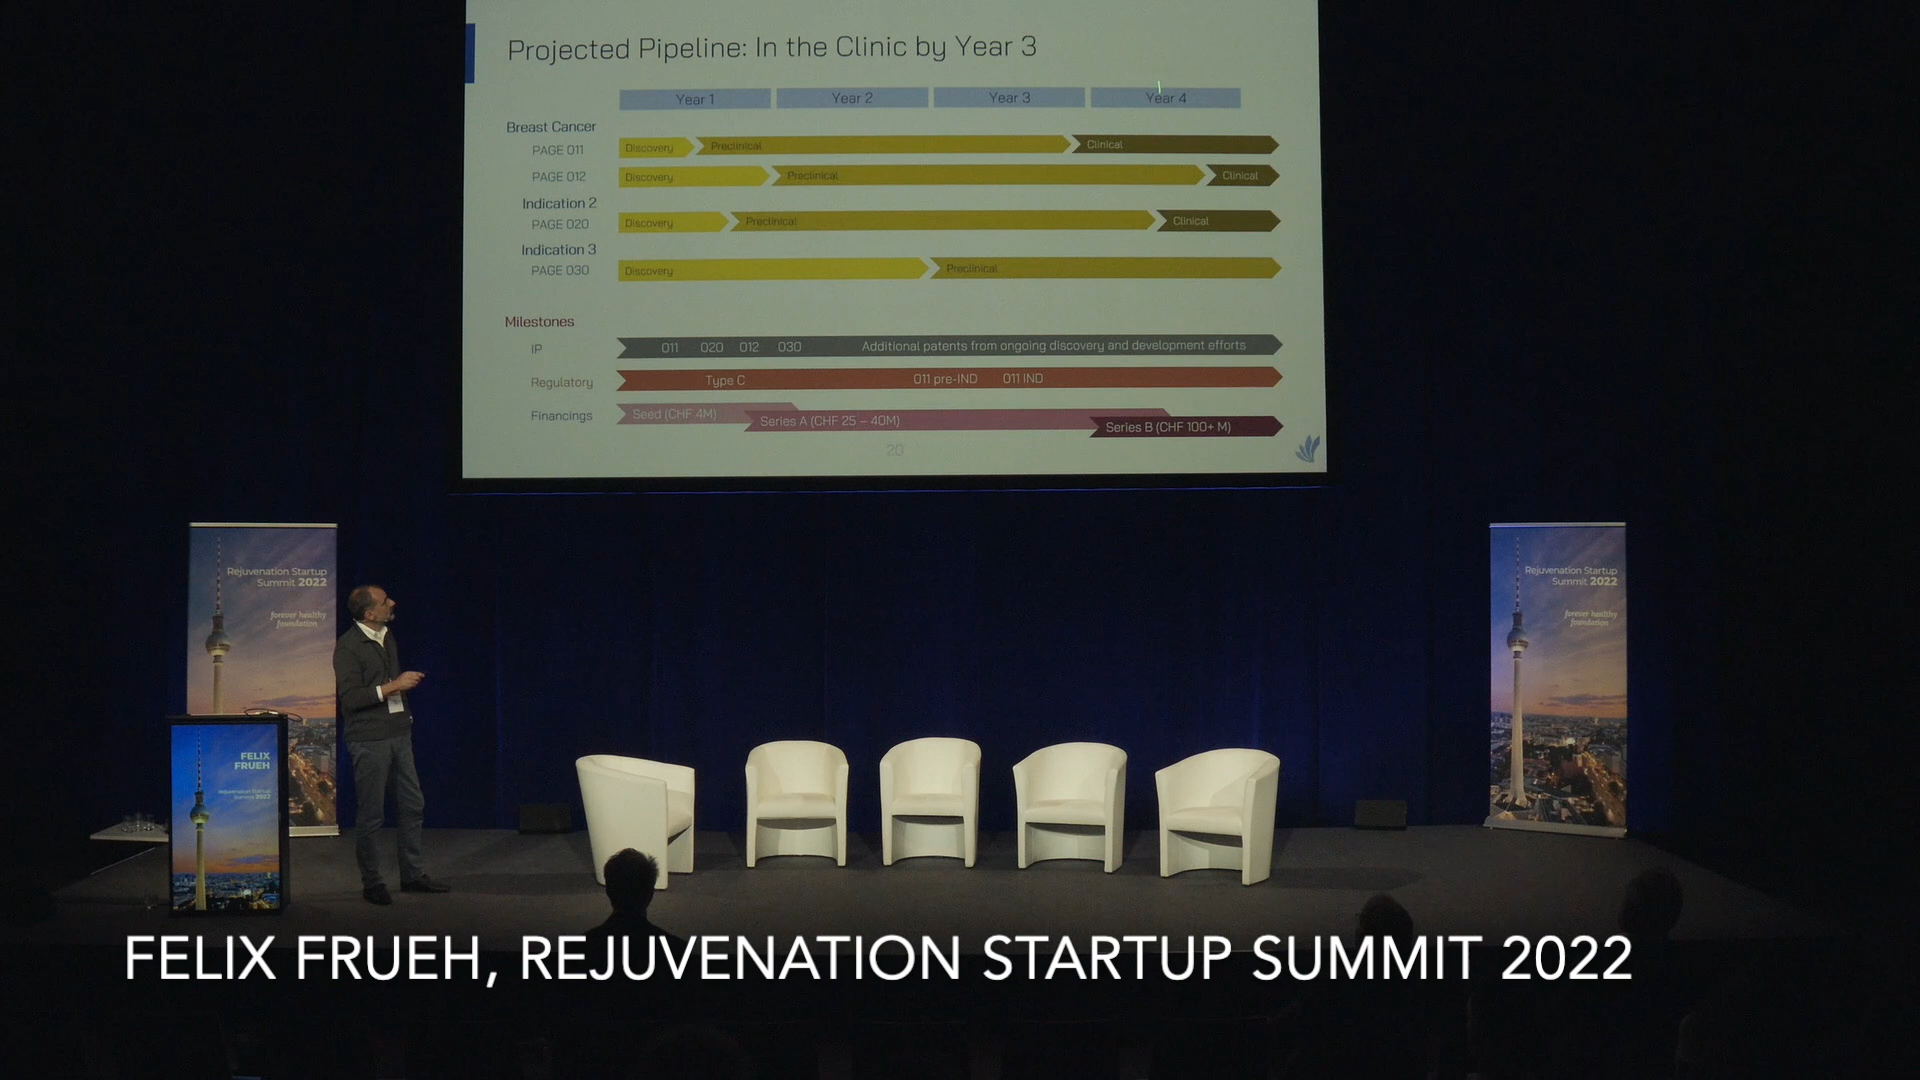 Projected Pipeline: In the Clinic by Year 3
Year 1 Year 2 Year 3 Year 4
Breast Cancer
PAGE 011 Discovery Preclinical Clinical
PAGE 012 Discovery Preclinical Clinical
Indication 2
PAGE 020 Discovery Preclinical Clinical
Indication 3
PAGE 030 Discovery Preclinical
Milestones
IP 011 020 012 030 Additional patents from ongoing discovery and development efforts
Regulatory Type C 011 pre-IND 011 IND
Financings Seed (CHF 4M) Series A (CHF 25 – 40M) Series B (CHF 100+ M)
20
Rejuvenation Startup
Summit 2022
forever healthy
foundation
Rejuvenation Startup
Summit 2022
forever healthy
foundation
FELIX
FRUEH
Rejuvenation Startup
Summit 2022
FELIX FRUEH, REJUVENATION STARTUP SUMMIT 2022